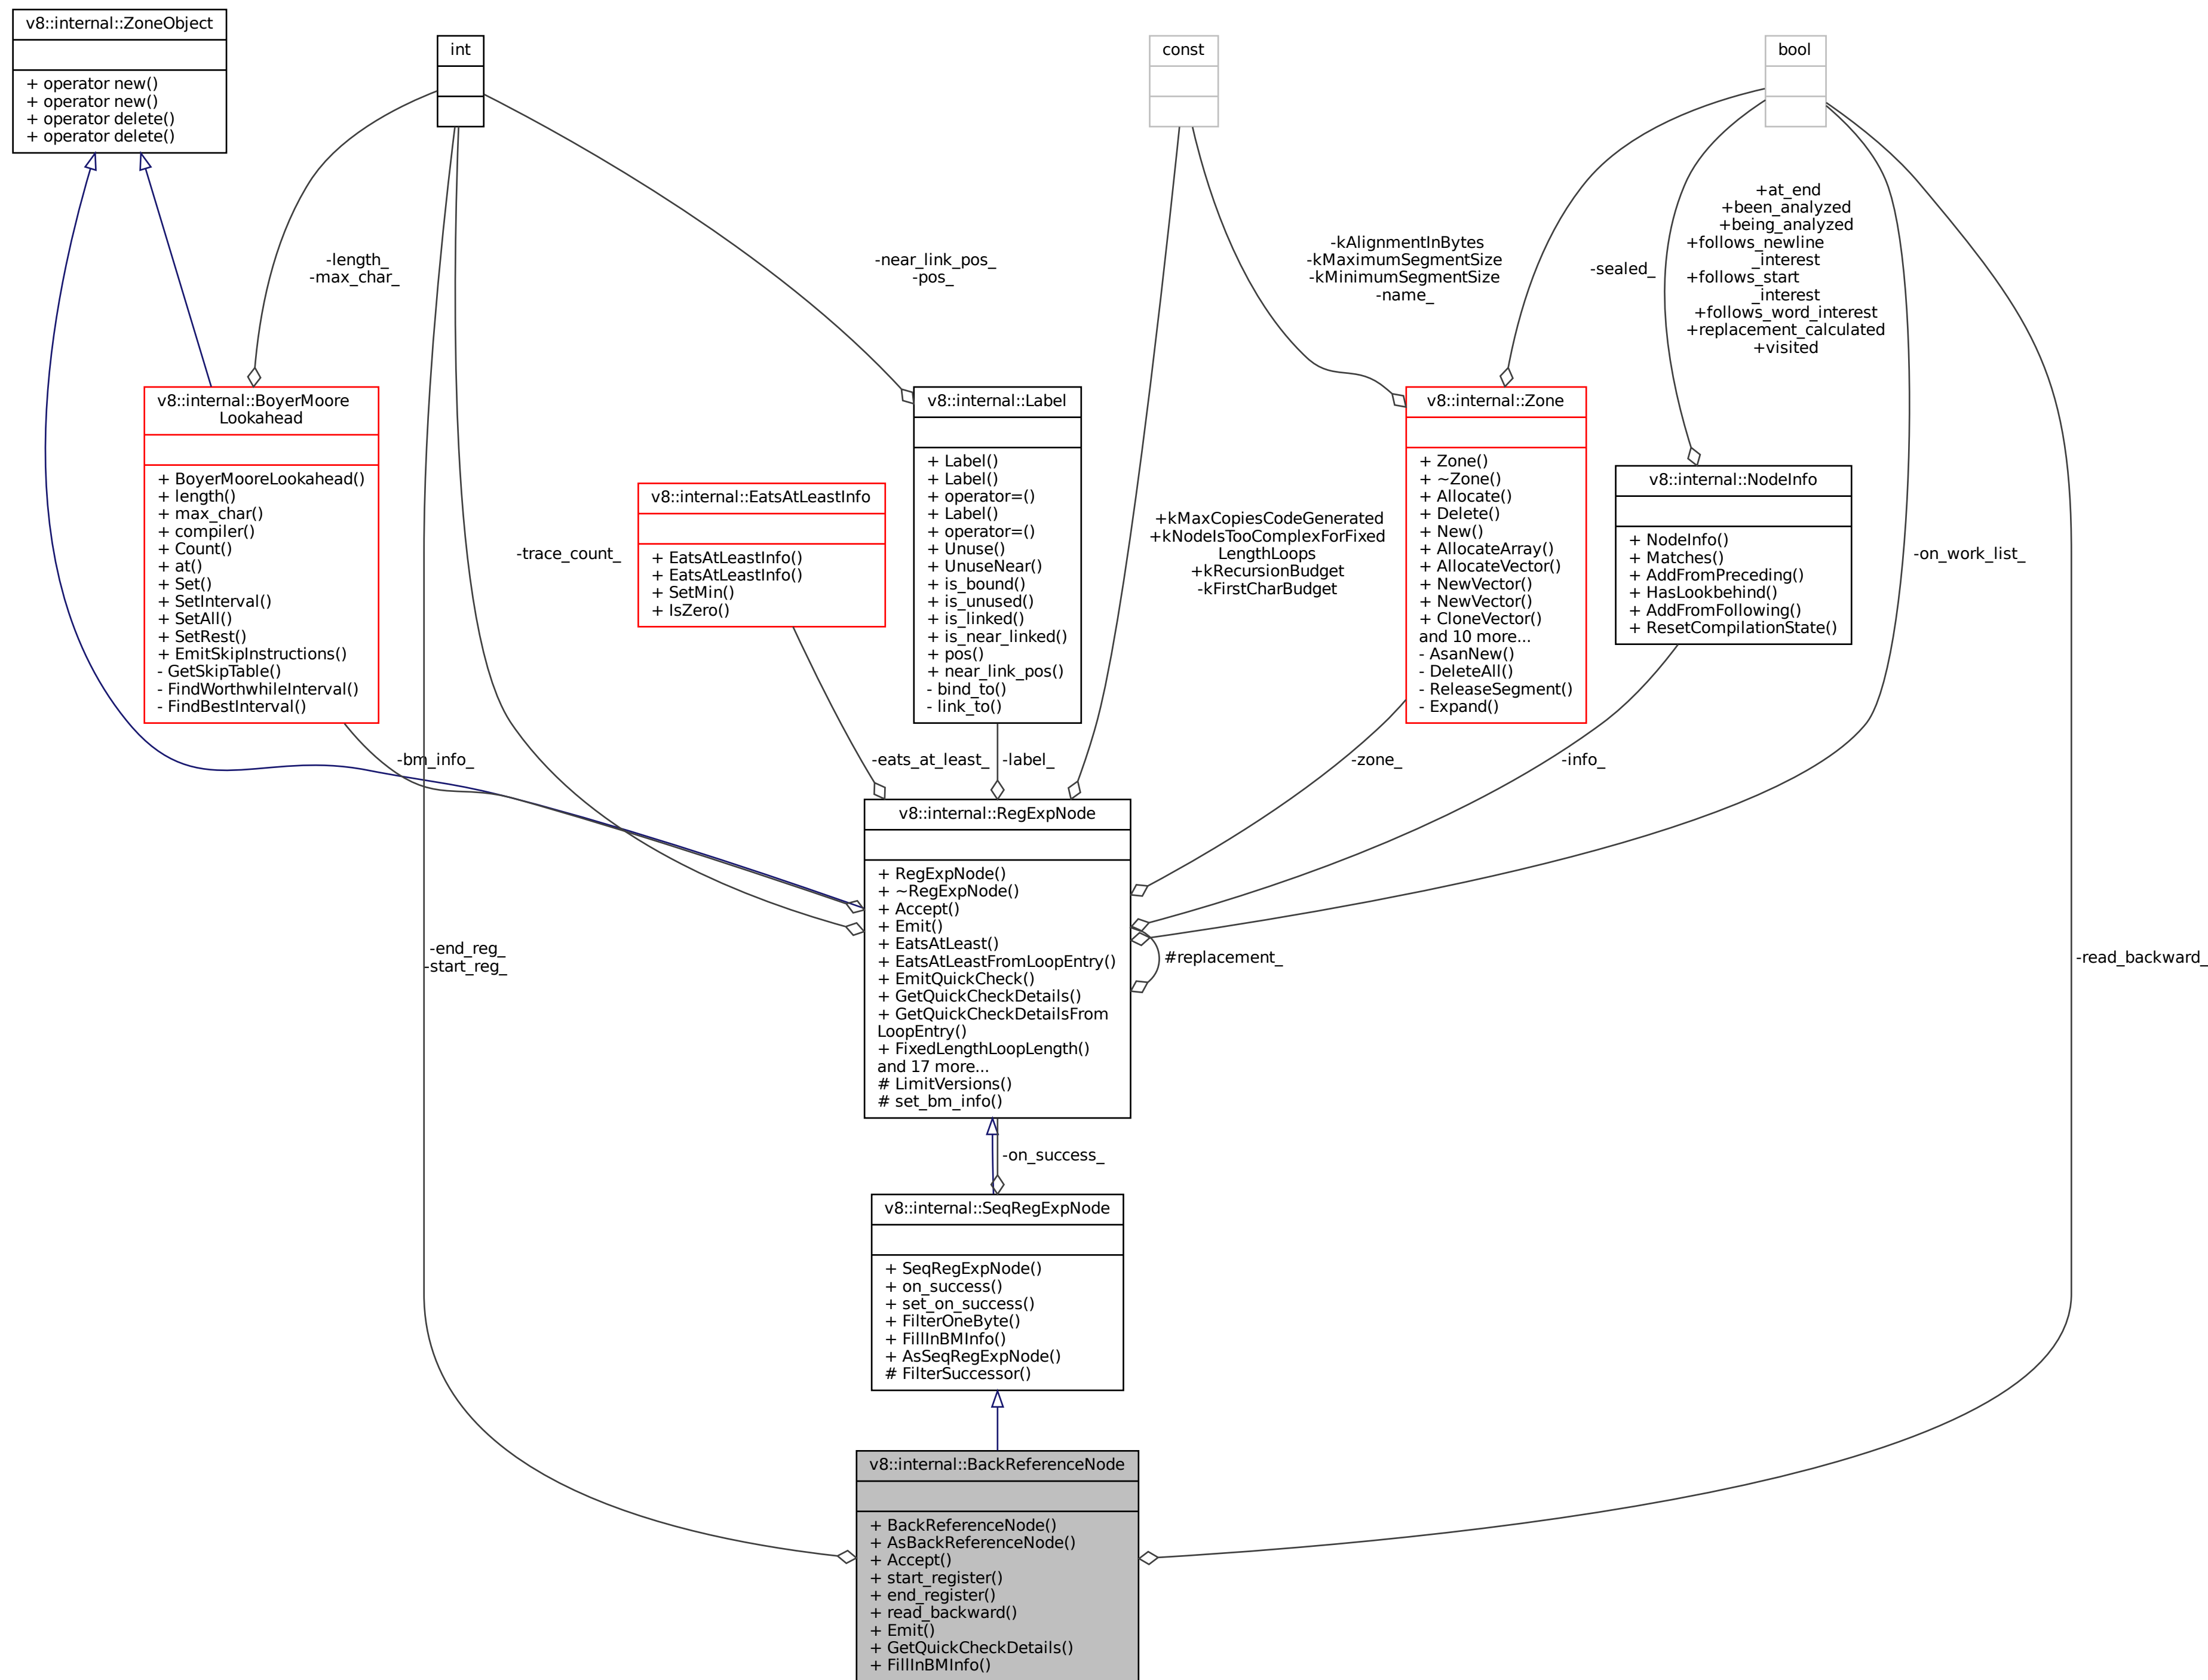 v8::internal::ZoneObject
+ operator new()
+ operator new()
+ operator delete()
+ operator delete()
int
const
bool
-length_
-max_char_
-near_link_pos_
-pos_
-kAlignmentInBytes
-kMaximumSegmentSize
-kMinimumSegmentSize
-name_
-sealed_
+at_end
+been_analyzed
+being_analyzed
+follows_newline
_interest
+follows_start
_interest
+follows_word_interest
+replacement_calculated
+visited
v8::internal::BoyerMoore
Lookahead
+ BoyerMooreLookahead()
+ length()
+ max_char()
+ compiler()
+ Count()
+ at()
+ Set()
+ SetInterval()
+ SetAll()
+ SetRest()
+ EmitSkipInstructions()
- GetSkipTable()
- FindWorthwhileInterval()
- FindBestInterval()
-trace_count_
v8::internal::EatsAtLeastInfo
+ EatsAtLeastInfo()
+ EatsAtLeastInfo()
+ SetMin()
+ IsZero()
v8::internal::Label
+ Label()
+ Label()
+ operator=()
+ Label()
+ operator=()
+ Unuse()
+ UnuseNear()
+ is_bound()
+ is_unused()
+ is_linked()
+ is_near_linked()
+ pos()
+ near_link_pos()
- bind_to()
- link_to()
+kMaxCopiesCodeGenerated
+kNodeIsTooComplexForFixed
LengthLoops
+kRecursionBudget
-kFirstCharBudget
v8::internal::Zone
+ Zone()
+ ~Zone()
+ Allocate()
+ Delete()
+ New()
+ AllocateArray()
+ AllocateVector()
+ NewVector()
+ NewVector()
+ CloneVector()
and 10 more...
- AsanNew()
- DeleteAll()
- ReleaseSegment()
- Expand()
v8::internal::NodeInfo
+ NodeInfo()
+ Matches()
+ AddFromPreceding()
+ HasLookbehind()
+ AddFromFollowing()
+ ResetCompilationState()
-on_work_list_
-bm_info_
-eats_at_least_
-label_
-zone_
-info_
v8::internal::RegExpNode
+ RegExpNode()
+ ~RegExpNode()
+ Accept()
+ Emit()
+ EatsAtLeast()
+ EatsAtLeastFromLoopEntry()
+ EmitQuickCheck()
+ GetQuickCheckDetails()
+ GetQuickCheckDetailsFrom
LoopEntry()
+ FixedLengthLoopLength()
and 17 more...
# LimitVersions()
# set_bm_info()
-end_reg_
-start_reg_
#replacement_
-read_backward_
-on_success_
v8::internal::SeqRegExpNode
+ SeqRegExpNode()
+ on_success()
+ set_on_success()
+ FilterOneByte()
+ FillInBMInfo()
+ AsSeqRegExpNode()
# FilterSuccessor()
v8::internal::BackReferenceNode
+ BackReferenceNode()
+ AsBackReferenceNode()
+ Accept()
+ start_register()
+ end_register()
+ read_backward()
+ Emit()
+ GetQuickCheckDetails()
+ FillInBMInfo()